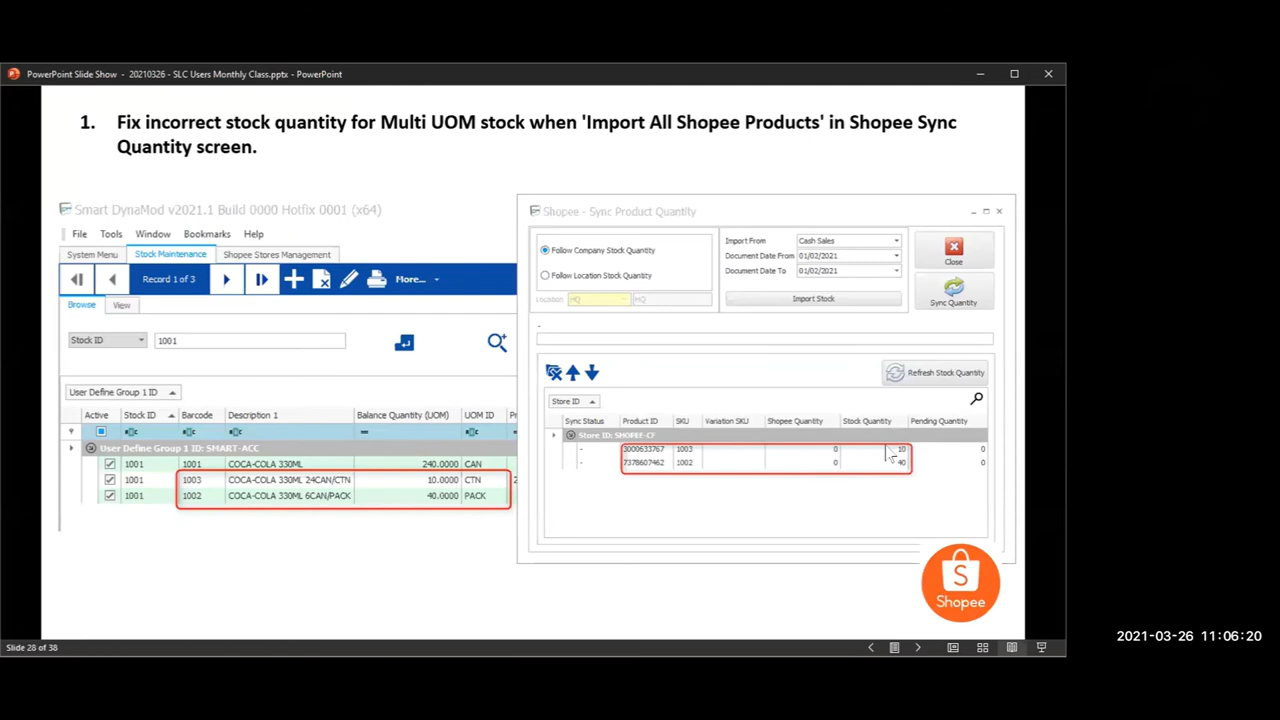 PowerPoint Slide Show - 20210326 - SLC Users Monthly Class.pptx - PowerPoint
1. Fix incorrect stock quantity for Multi UOM stock when 'Import All Shopee Products' in Shopee Sync
Quantity screen.
Smart DynaMod v2021.1 Build 0000 Hotfix 0001 (x64)
File Tools Window Bookmarks Help
System Menu Stock Maintenance Shopee Stores Management
Record 1 of 3 More...
Browse View
Stock ID 1001
User Define Group 1 ID
Active Stock ID Barcode Description 1 Balance Quantity (UOM) UOM ID
User Define Group 1 ID: SMART-ACC
1001 1001 COCA-COLA 330ML 240.0000 CAN
1001 1003 COCA-COLA 330ML 24CAN/CTN 10.0000 CTN
1001 1002 COCA-COLA 330ML 6CAN/PACK 40.0000 PACK
Shopee - Sync Product Quantity
Follow Company Stock Quantity
Follow Location Stock Quantity
Location HQ HQ
Import From Cash Sales
Document Date From 01/02/2021
Document Date To 01/02/2021
Import Stock
Close
Sync Quantity
-
Refresh Stock Quantity
Store ID
Sync Status Product ID SKU Variation SKU Shopee Quantity Stock Quantity Pending Quantity
Store ID: SHOPEE-CF
- 3000633767 1003 0 10 0
- 7378607462 1002 0 40 0
S
Shopee
Slide 28 of 38
2021-03-26 11:06:20